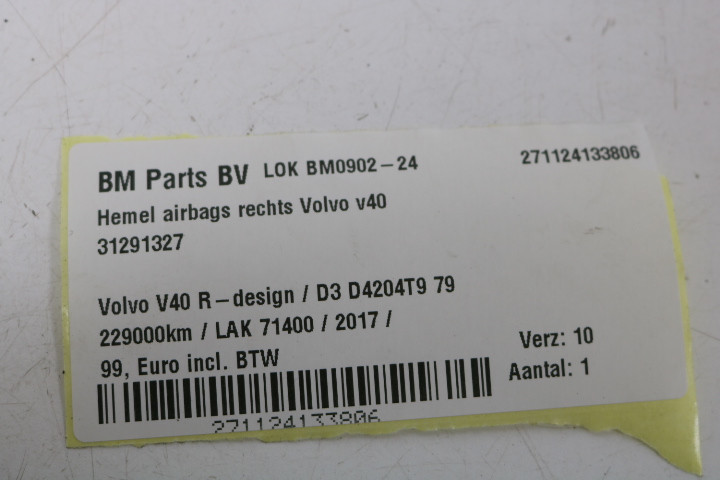 BM Parts BV LOK BM0902-24 271124133806
Hemel airbags rechts Volvo v40
31291327
Volvo V40 R-design / D3 D4204T9 79
229000km / LAK 71400 / 2017 /
99, Euro incl. BTW Verz: 10
Aantal: 1
271124133806